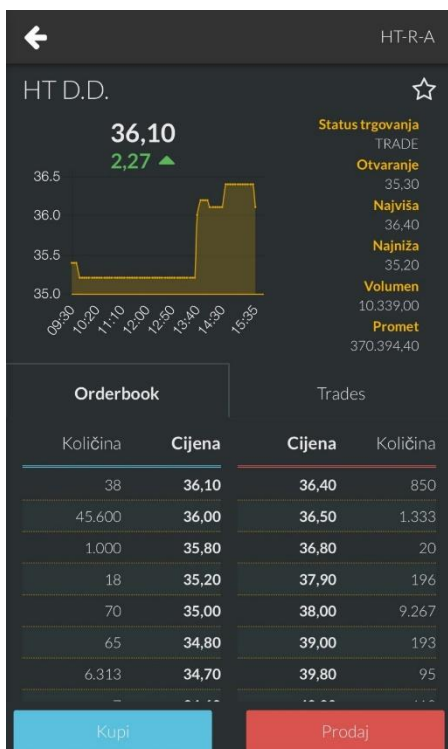 HT-R-A
HT D.D.
36,10
2,27
Status trgovanja
TRADE
Otvaranje
35,30
Najviša
36,40
Najniža
35,20
Volumen
10.339,00
Promet
370.394,40
36.5
36.0
35.5
35.0
09:30 10:20 11:10 12:00 12:50 13:40 14:30 15:35
Orderbook Trades
Količina Cijena Cijena Količina
38 36,10 36,40 850
45.600 36,00 36,50 1.333
1.000 35,80 36,80 20
18 35,20 37,90 196
70 35,00 38,00 9.267
65 34,80 39,00 193
6.313 34,70 39,80 95
Kupi Prodaj